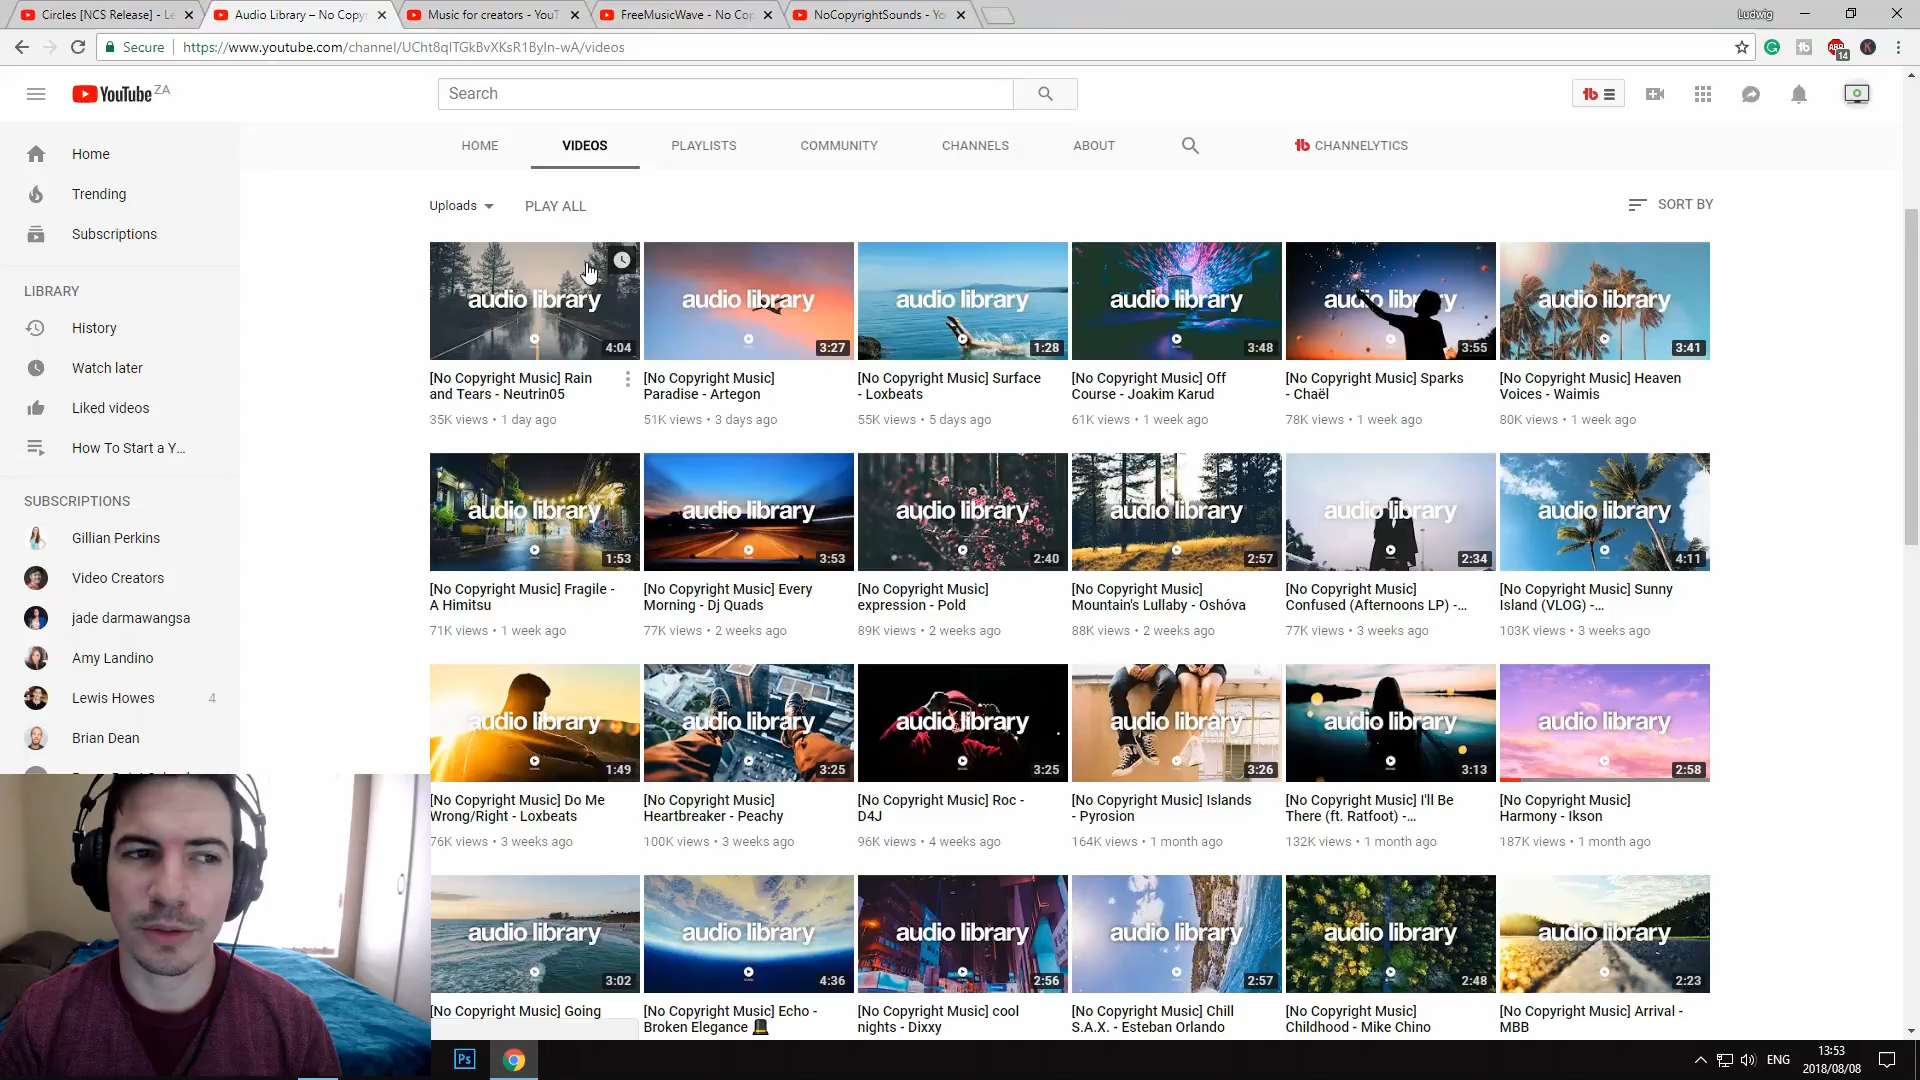 Circles [NCS Release] - Le
Audio Library – No Copy
Music for creators - YouT
FreeMusicWave - No Cop
NoCopyrightSounds - Yo
Ludwig
Secure
https://www.youtube.com/channel/UCht8qITGkBvXKsR1Byln-wA/videos
ABP
14
K
YouTube ZA
Search
tb
HOME
VIDEOS
PLAYLISTS
COMMUNITY
CHANNELS
ABOUT
tb CHANNELYTICS
Home
Trending
Subscriptions
LIBRARY
History
Watch later
Liked videos
How To Start a Y...
SUBSCRIPTIONS
Gillian Perkins
Video Creators
jade darmawangsa
Amy Landino
Lewis Howes 4
Brian Dean
Uploads
PLAY ALL
SORT BY
audio library 4:04
audio library 3:27
audio library 1:28
audio library 3:48
audio library 3:55
audio library 3:41
[No Copyright Music] Rain
and Tears - Neutrin05
35K views • 1 day ago
[No Copyright Music]
Paradise - Artegon
51K views • 3 days ago
[No Copyright Music] Surface
- Loxbeats
55K views • 5 days ago
[No Copyright Music] Off
Course - Joakim Karud
61K views • 1 week ago
[No Copyright Music] Sparks
- Chaël
78K views • 1 week ago
[No Copyright Music] Heaven
Voices - Waimis
80K views • 1 week ago
audio library 1:53
audio library 3:53
audio library 2:40
audio library 2:57
audio library 2:34
audio library 4:11
[No Copyright Music] Fragile -
A Himitsu
71K views • 1 week ago
[No Copyright Music] Every
Morning - Dj Quads
77K views • 2 weeks ago
[No Copyright Music]
expression - Pold
89K views • 2 weeks ago
[No Copyright Music]
Mountain's Lullaby - Oshóva
88K views • 2 weeks ago
[No Copyright Music]
Confused (Afternoons LP) -...
77K views • 3 weeks ago
[No Copyright Music] Sunny
Island (VLOG) -...
103K views • 3 weeks ago
audio library 1:49
audio library 3:25
audio library 3:25
audio library 3:26
audio library 3:13
audio library 2:58
[No Copyright Music] Do Me
Wrong/Right - Loxbeats
76K views • 3 weeks ago
[No Copyright Music]
Heartbreaker - Peachy
100K views • 3 weeks ago
[No Copyright Music] Roc -
D4J
96K views • 4 weeks ago
[No Copyright Music] Islands
- Pyrosion
164K views • 1 month ago
[No Copyright Music] I'll Be
There (ft. Ratfoot) -...
132K views • 1 month ago
[No Copyright Music]
Harmony - Ikson
187K views • 1 month ago
audio library 3:02
audio library 4:36
audio library 2:56
audio library 2:57
audio library 2:48
audio library 2:23
[No Copyright Music] Going
[No Copyright Music] Echo -
Broken Elegance
[No Copyright Music] cool
nights - Dixxy
[No Copyright Music] Chill
S.A.X. - Esteban Orlando
[No Copyright Music]
Childhood - Mike Chino
[No Copyright Music] Arrival -
MBB
Ps
ENG
13:53
2018/08/08